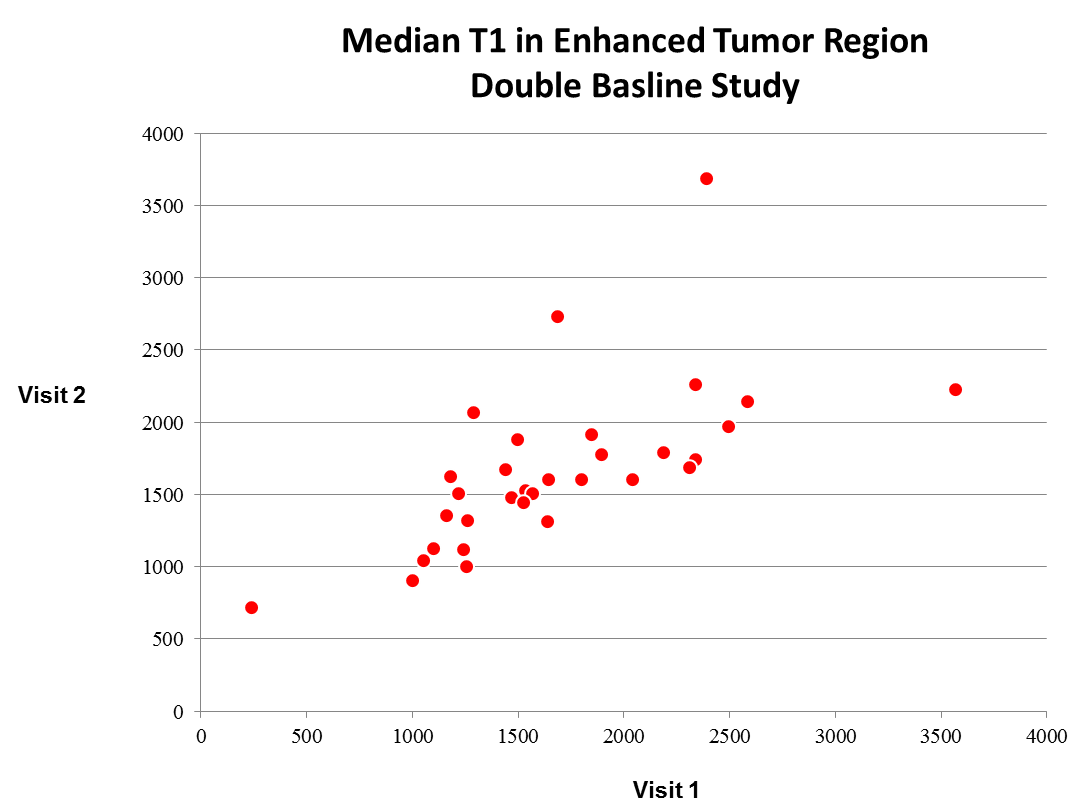 Median T1 in Enhanced Tumor Region
Double Basline Study
4000
3500
3000
2500
Visit 2
2000
1500
1000
500
0
0 500 1000 1500 2000 2500 3000 3500 4000
Visit 1